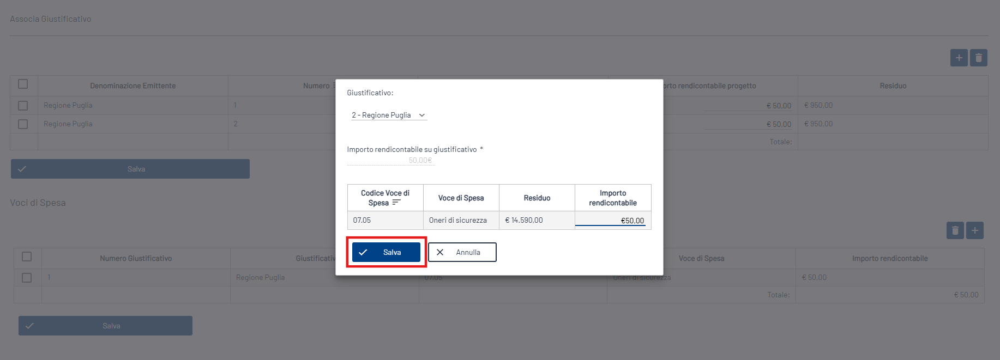 Associa Giustificativo
Denominazione Emittente
Numero
rto rendicontabile progetto
Residuo
Regione Puglia
1
€ 50,00
€ 950,00
Regione Puglia
2
€ 50,00
€ 950,00
Totale:
Salva
Giustificativo:
2 - Regione Puglia
Importo rendicontabile su giustificativo *
50,00€
Codice Voce di
Spesa
Voce di Spesa
Residuo
Importo
rendicontabile
07.05
Oneri di sicurezza
€ 14.590,00
€50,00
Salva
Annulla
Voci di Spesa
Numero Giustificativo
Giustificativ
Voce di Spesa
Importo rendicontabile
1
Regione Puglia
07.05
Oneri di sicurezza
€ 50,00
Totale:
€ 50,00
Salva